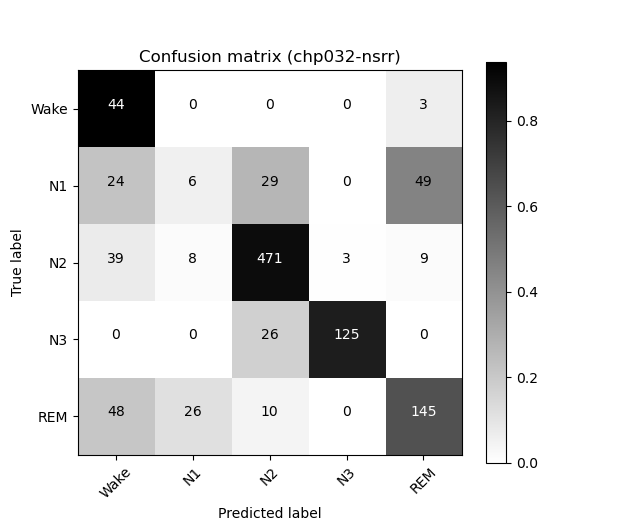 Confusion matrix (chp032-nsrr)
True label
Wake 44 0 0 0 3
N1 24 6 29 0 49
N2 39 8 471 3 9
N3 0 0 26 125 0
REM 48 26 10 0 145
Wake N1 N2 N3 REM
Predicted label
0.8
0.6
0.4
0.2
0.0